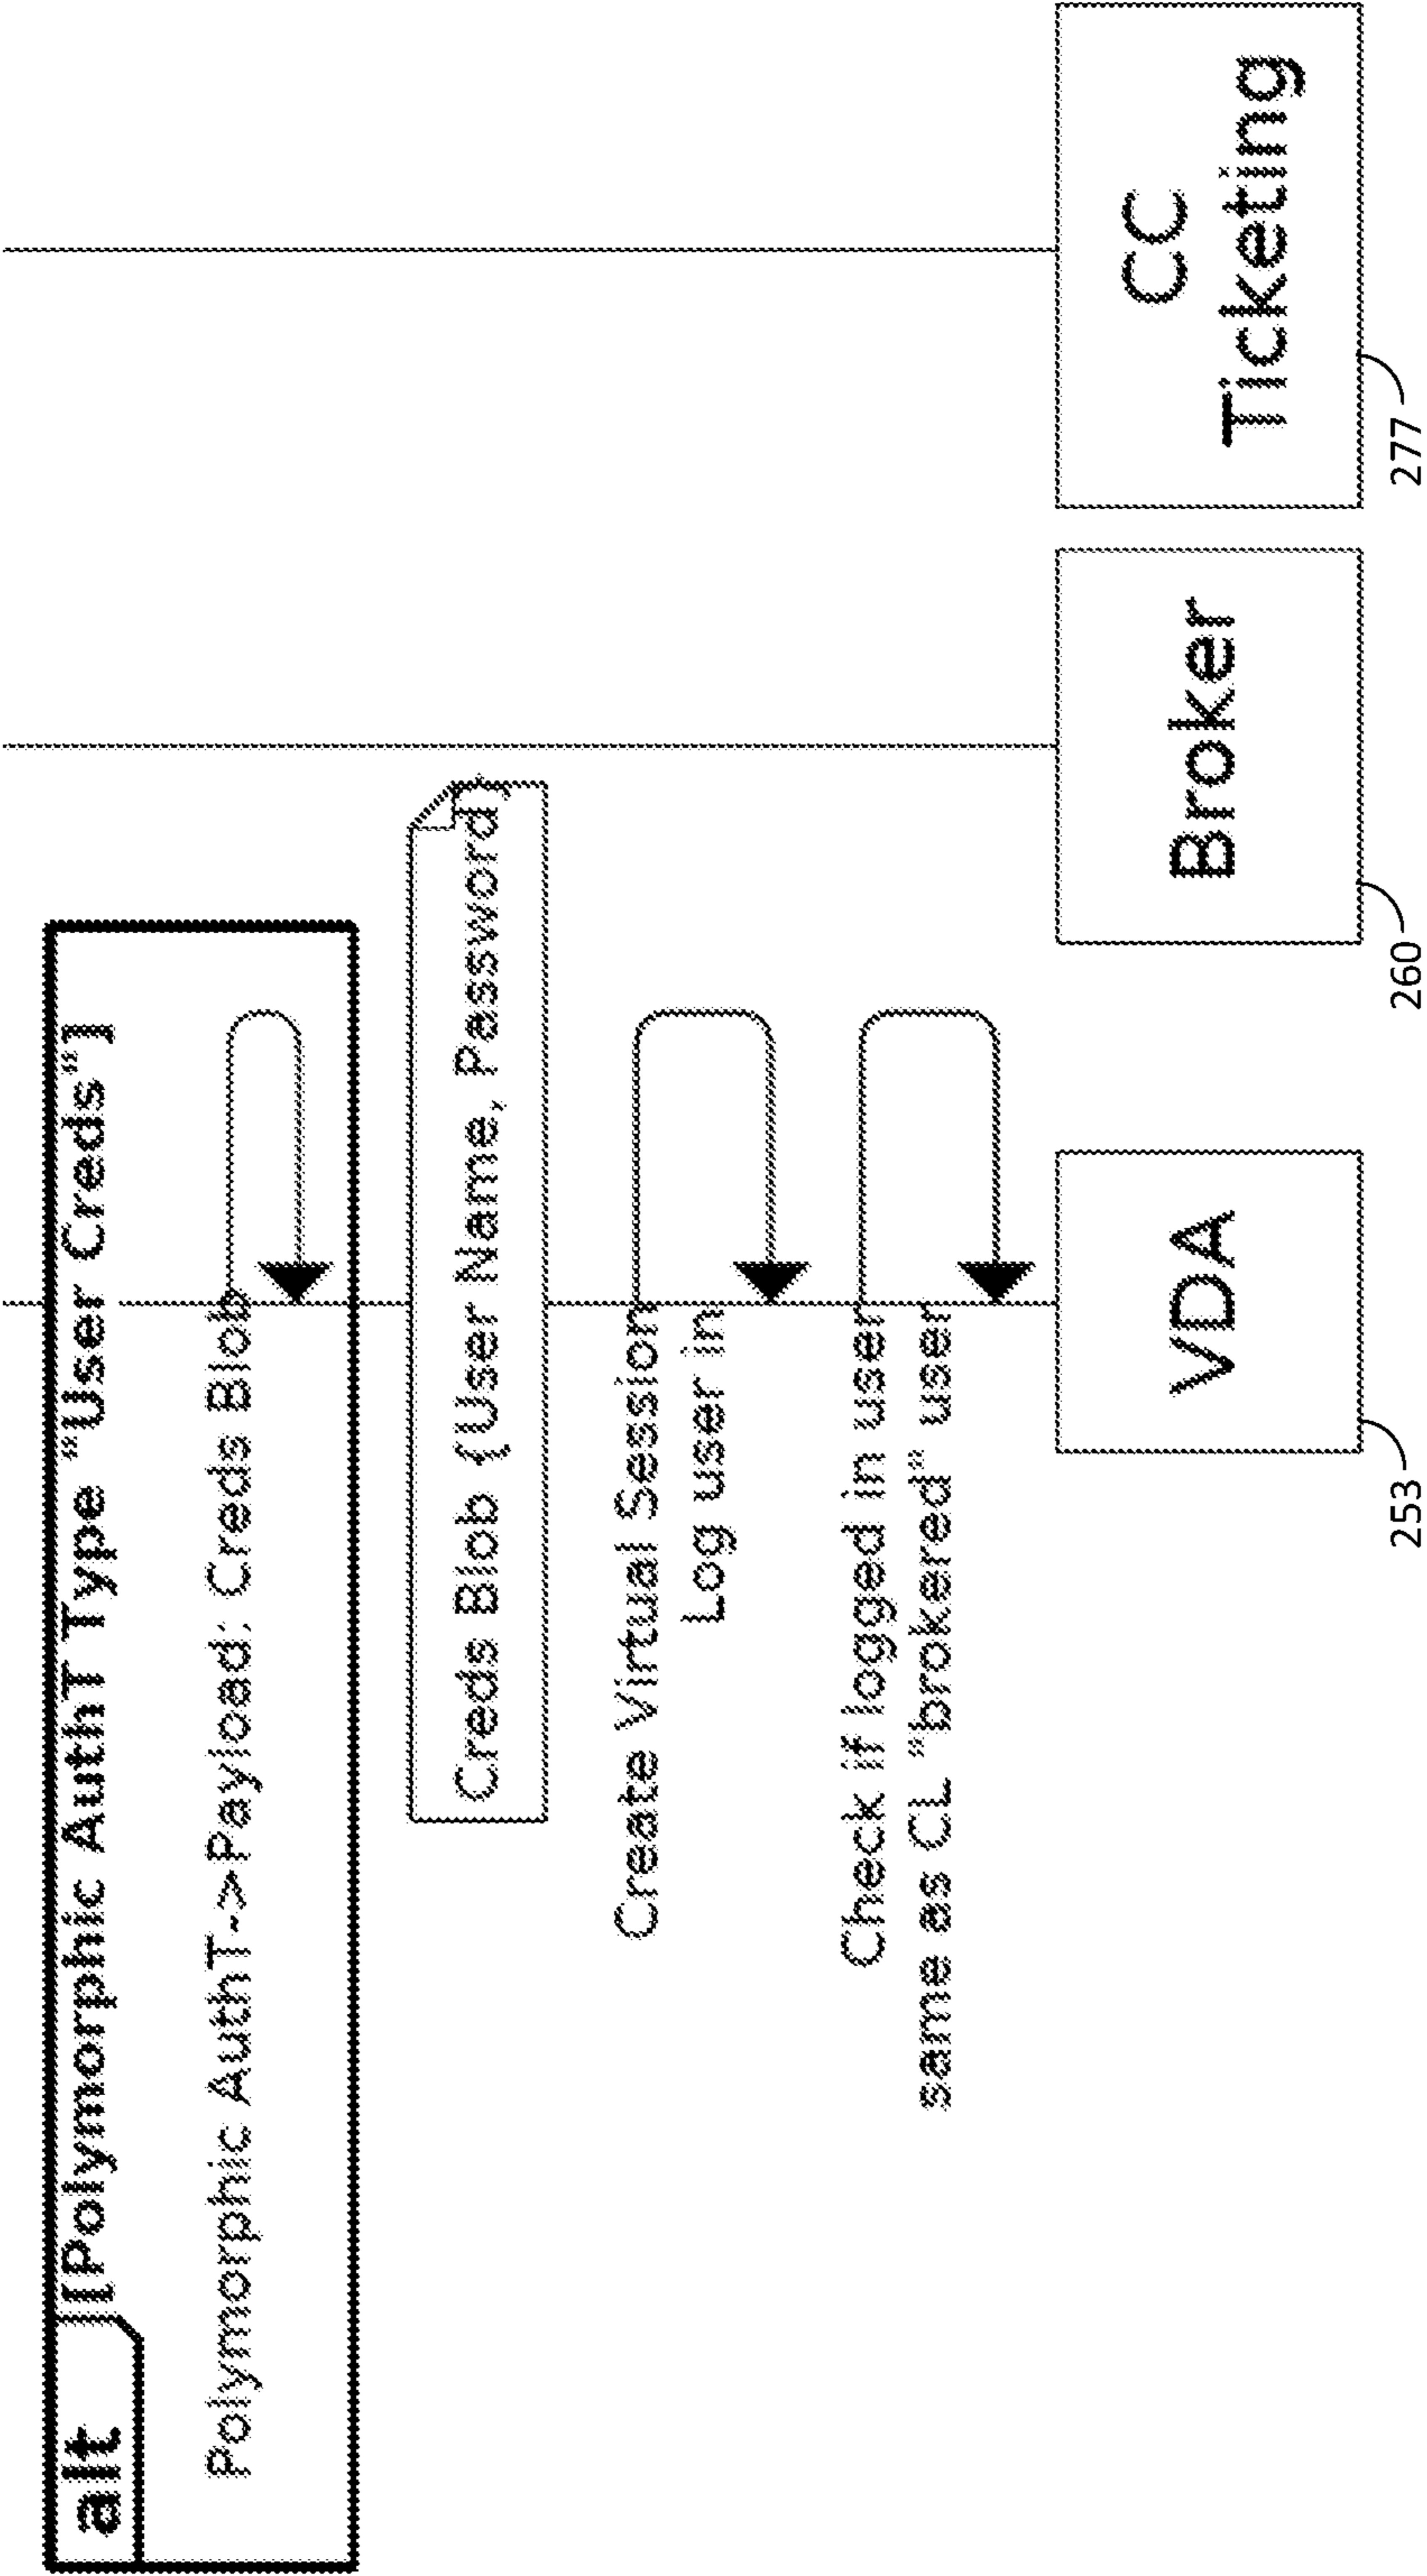 alt
[Polymorphic AuthT Type "User Creds"]
Polymorphic AuthT->Payload: Creds Blob
Creds Blob {User Name, Password}
Create Virtual Session
Log user in
Check if logged in user
same as CL "brokered" user
VDA
253
Broker
260
CC
Ticketing
277